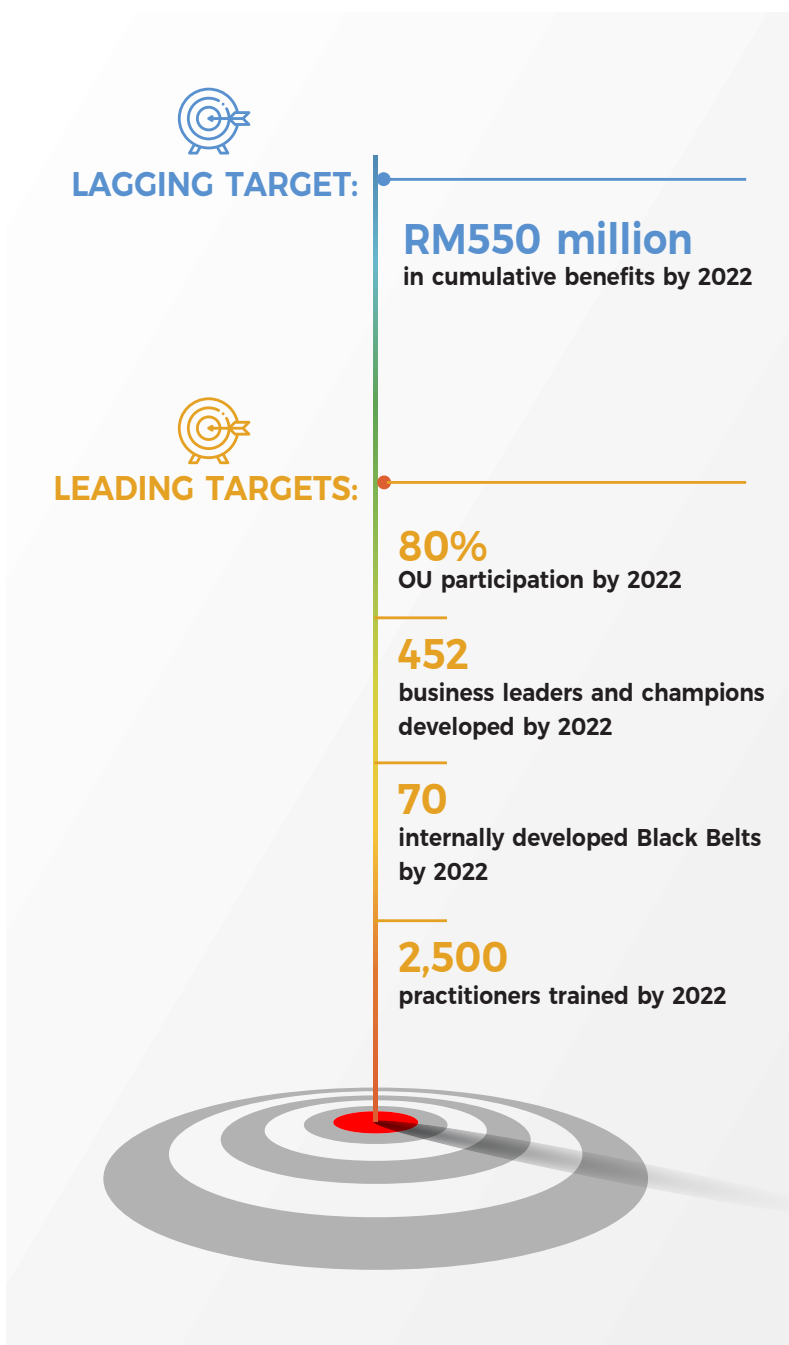 LAGGING TARGET:
RM550 million
in cumulative benefits by 2022
LEADING TARGETS:
80%
OU participation by 2022
452
business leaders and champions
developed by 2022
70
internally developed Black Belts
by 2022
2,500
practitioners trained by 2022